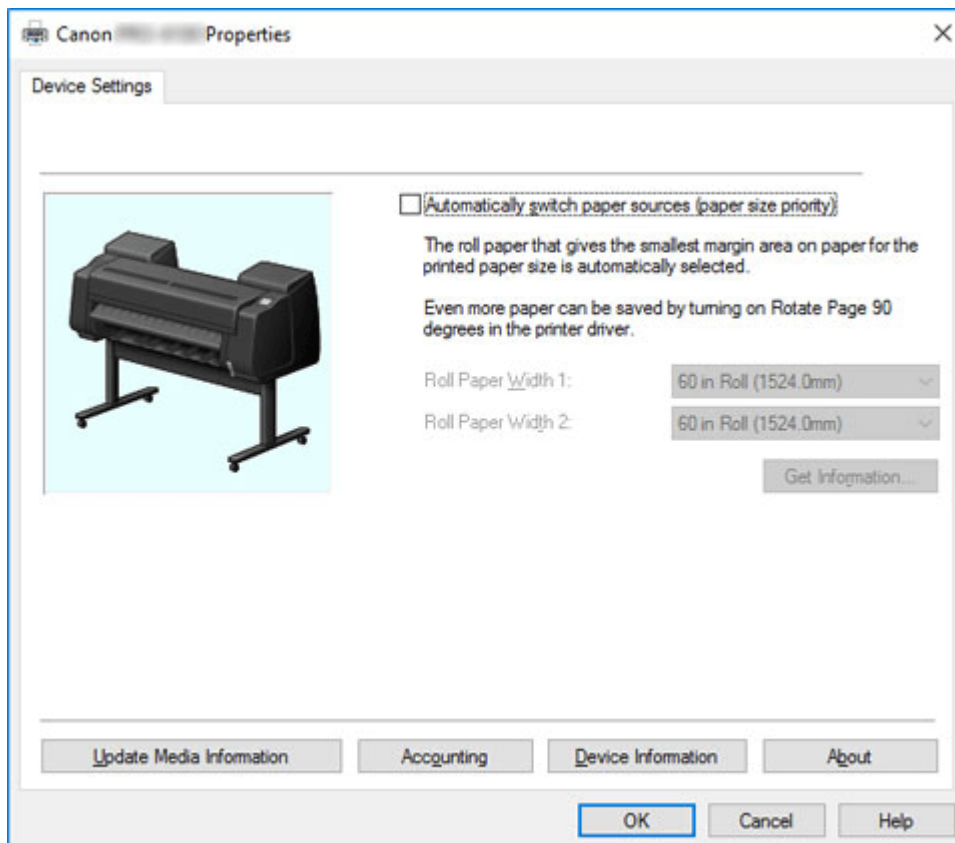 Canon Properties
Device Settings
Automatically switch paper sources (paper size priority)
The roll paper that gives the smallest margin area on paper for the
printed paper size is automatically selected.
Even more paper can be saved by turning on Rotate Page 90
degrees in the printer driver.
Roll Paper Width 1:
60 in Roll (1524.0mm)
Roll Paper Width 2:
60 in Roll (1524.0mm)
Get Information...
Update Media Information
Accounting
Device Information
About
OK
Cancel
Help